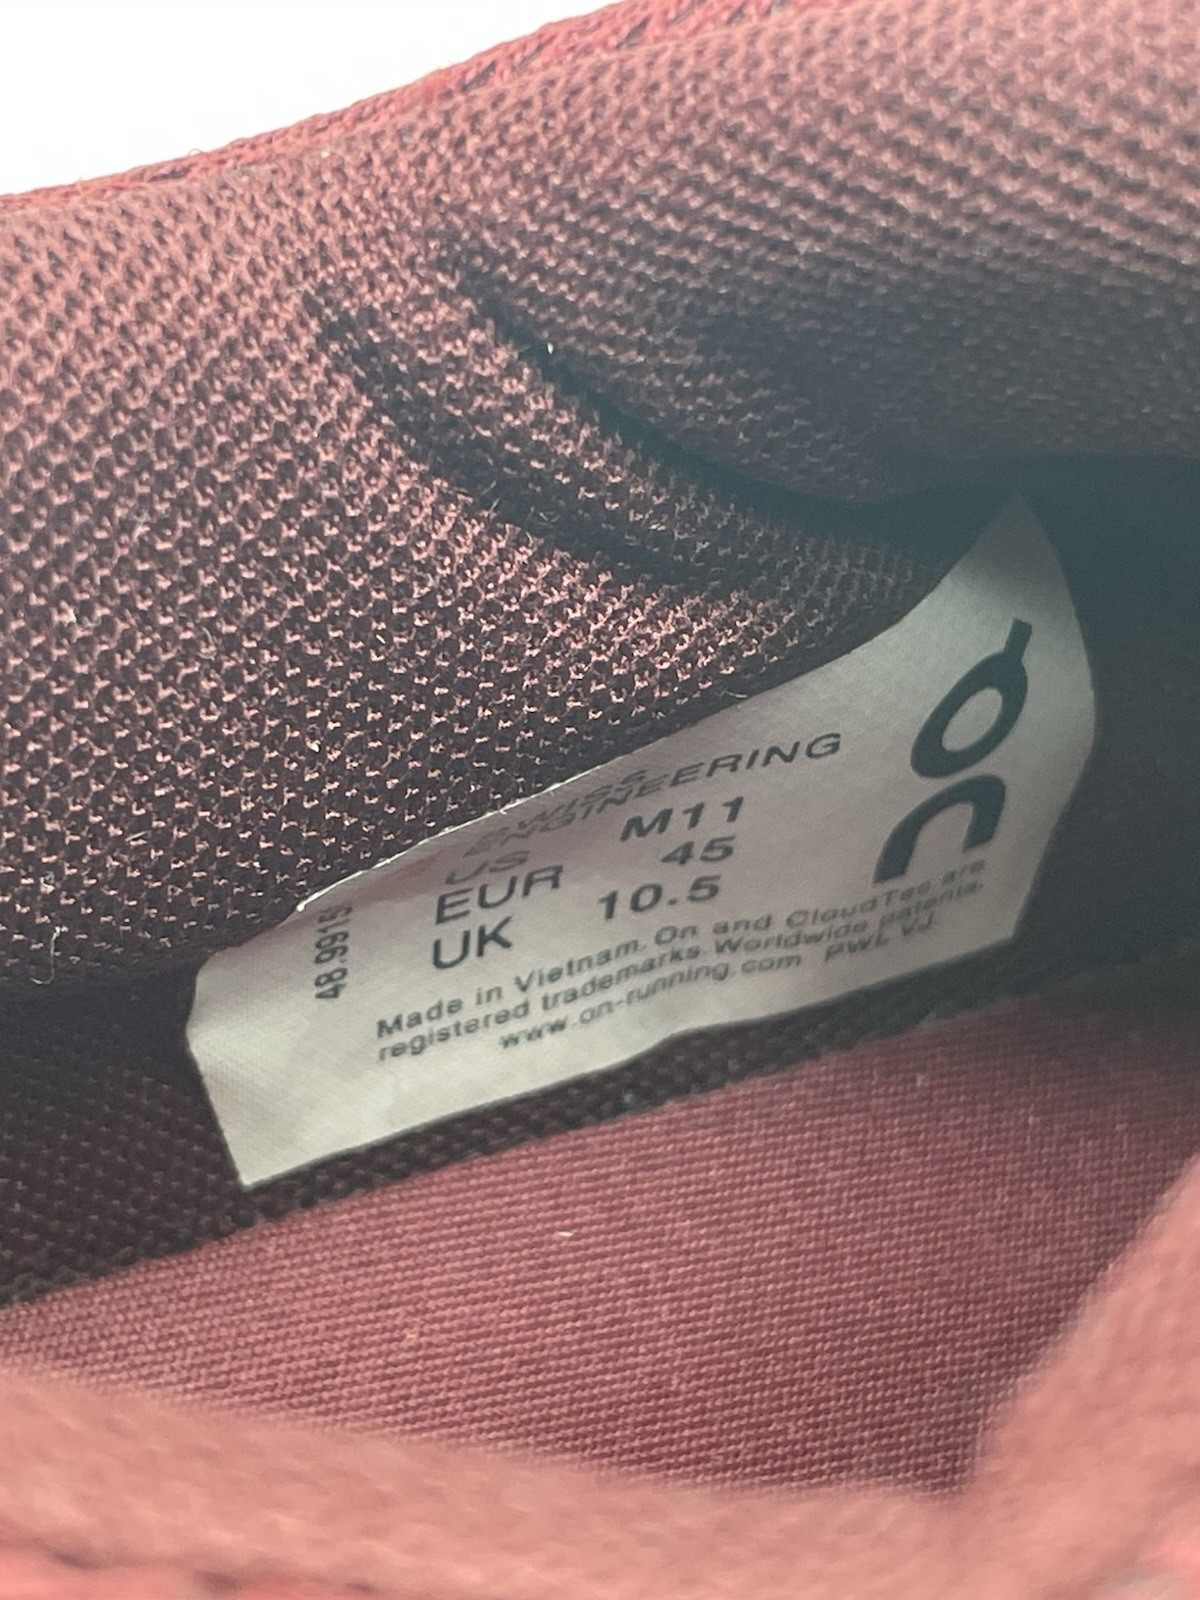 On
SWISS
ENGINEERING
US M11
EUR 45
UK 10.5
48.9915
Made in Vietnam. On and CloudTec are
registered trademarks. Worldwide patents.
www.on-running.com PWL VJ